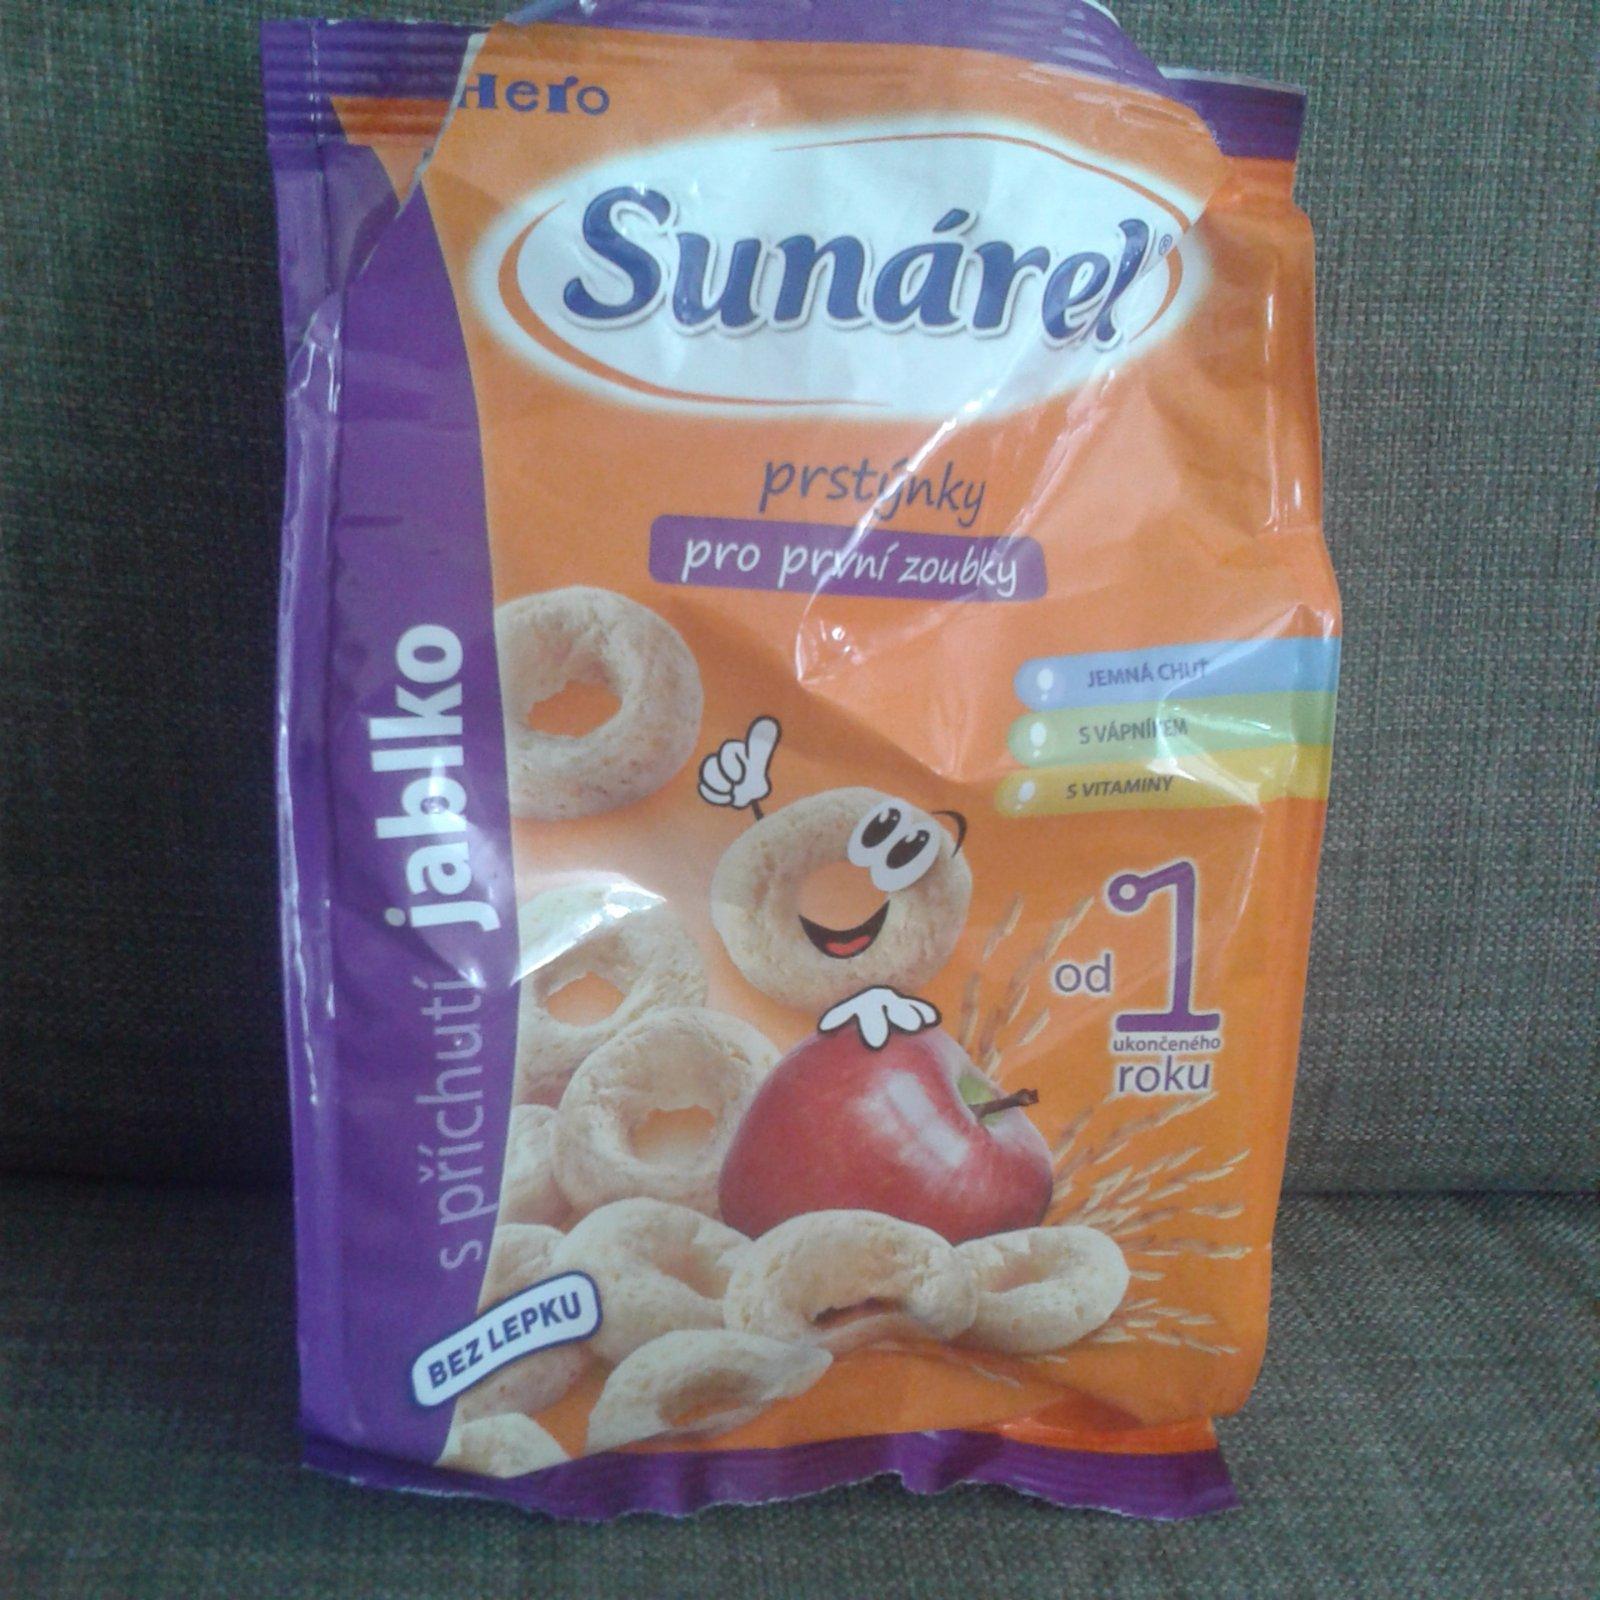 Hero
Sunárel®
prstýnky
pro první zoubky
JEMNÁ CHUŤ
S VÁPNÍKEM
S VITAMINY
s příchutí jablko
od 1
ukončeného
roku
BEZ LEPKU